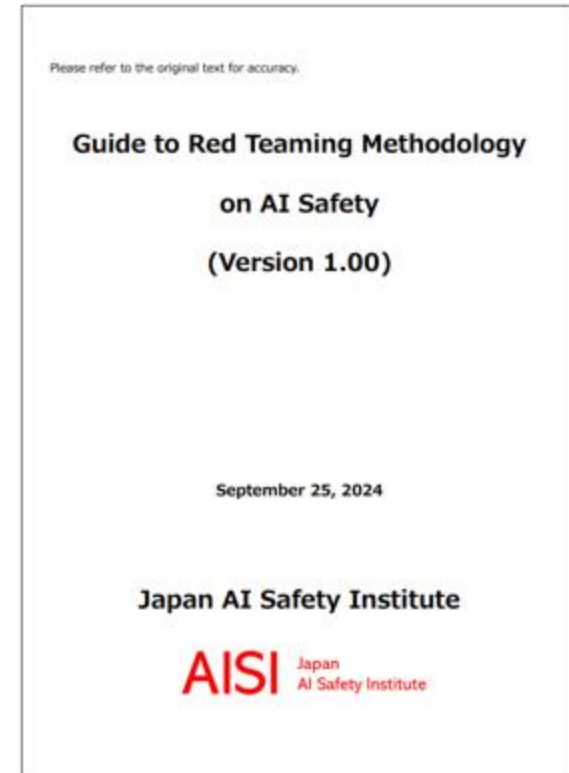 Please refer to the original text for accuracy.
Guide to Red Teaming Methodology
on AI Safety
(Version 1.00)
September 25, 2024
Japan AI Safety Institute
AISI
Japan
AI Safety Institute